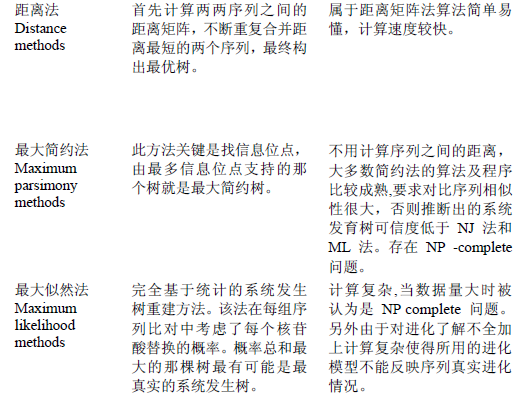 距离法
Distance
methods
首先计算两两序列之间的
距离矩阵，不断重复合并距
离最短的两个序列，最终构
出最优树。
属于距离矩阵法算法简单易
懂，计算速度较快。
最大简约法
Maximum
parsimony
methods
此方法关键是找信息位点，
由最多信息位点支持的那
个树就是最大简约树。
不用计算序列之间的距离，
大多数简约法的算法及程序
比较成熟,要求对比序列相似
性很大，否则推断出的系统
发育树可信度低于 NJ 法和
ML 法。存在 NP -complete
问题。
最大似然法
Maximum
likelihood
methods
完全基于统计的系统发生
树重建方法。该法在每组序
列比对中考虑了每个核苷
酸替换的概率。概率总和最
大的那棵树最有可能是最
真实的系统发生树。
计算复杂,当数据量大时被
认为是 NP complete 问题。
另外由于对进化了解不全加
上计算复杂使得所用的进化
模型不能反映序列真实进化
情况。